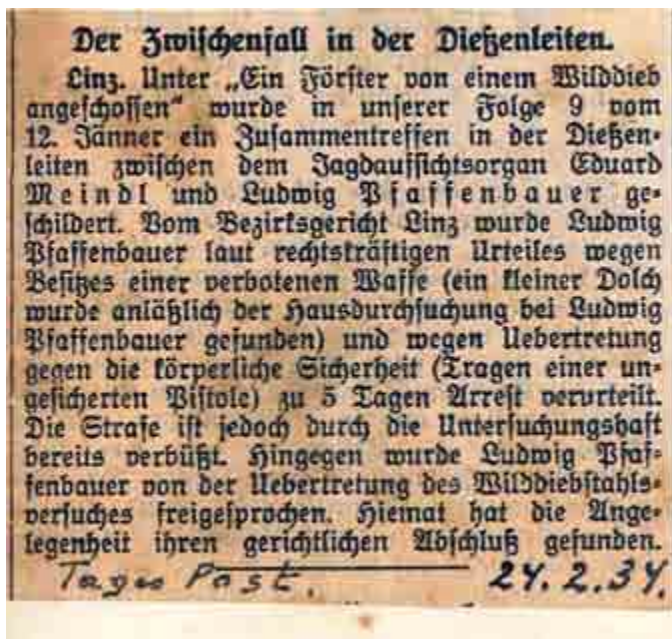 Der Zwischenfall in der Dießenleiten.
Linz. Unter „Ein Förster von einem Wilddieb
angeschossen“ wurde in unserer Folge 9 vom
12. Jänner ein Zusammentreffen in der Dießen-
leiten zwischen dem Jagdaufsichtsorgan Eduard
Meindl und Ludwig Pfaffenbauer ge-
schildert. Vom Bezirksgericht Linz wurde Ludwig
Pfaffenbauer laut rechtskräftigen Urteiles wegen
Besitzes einer verbotenen Waffe (ein kleiner Dolch
wurde anläßlich der Hausdurchsuchung bei Ludwig
Pfaffenbauer gefunden) und wegen Uebertretung
gegen die körperliche Sicherheit (Tragen einer un-
gesicherten Pistole) zu 5 Tagen Arrest verurteilt.
Die Strafe ist jedoch durch die Untersuchungshaft
bereits verbüßt. Hingegen wurde Ludwig Pfaf-
fenbauer von der Uebertretung des Wilddiebstahls-
versuches freigesprochen. Hiemat hat die Ange-
legenheit ihren gerichtlichen Abschluß gefunden.
Tages Post. 24.2.34.